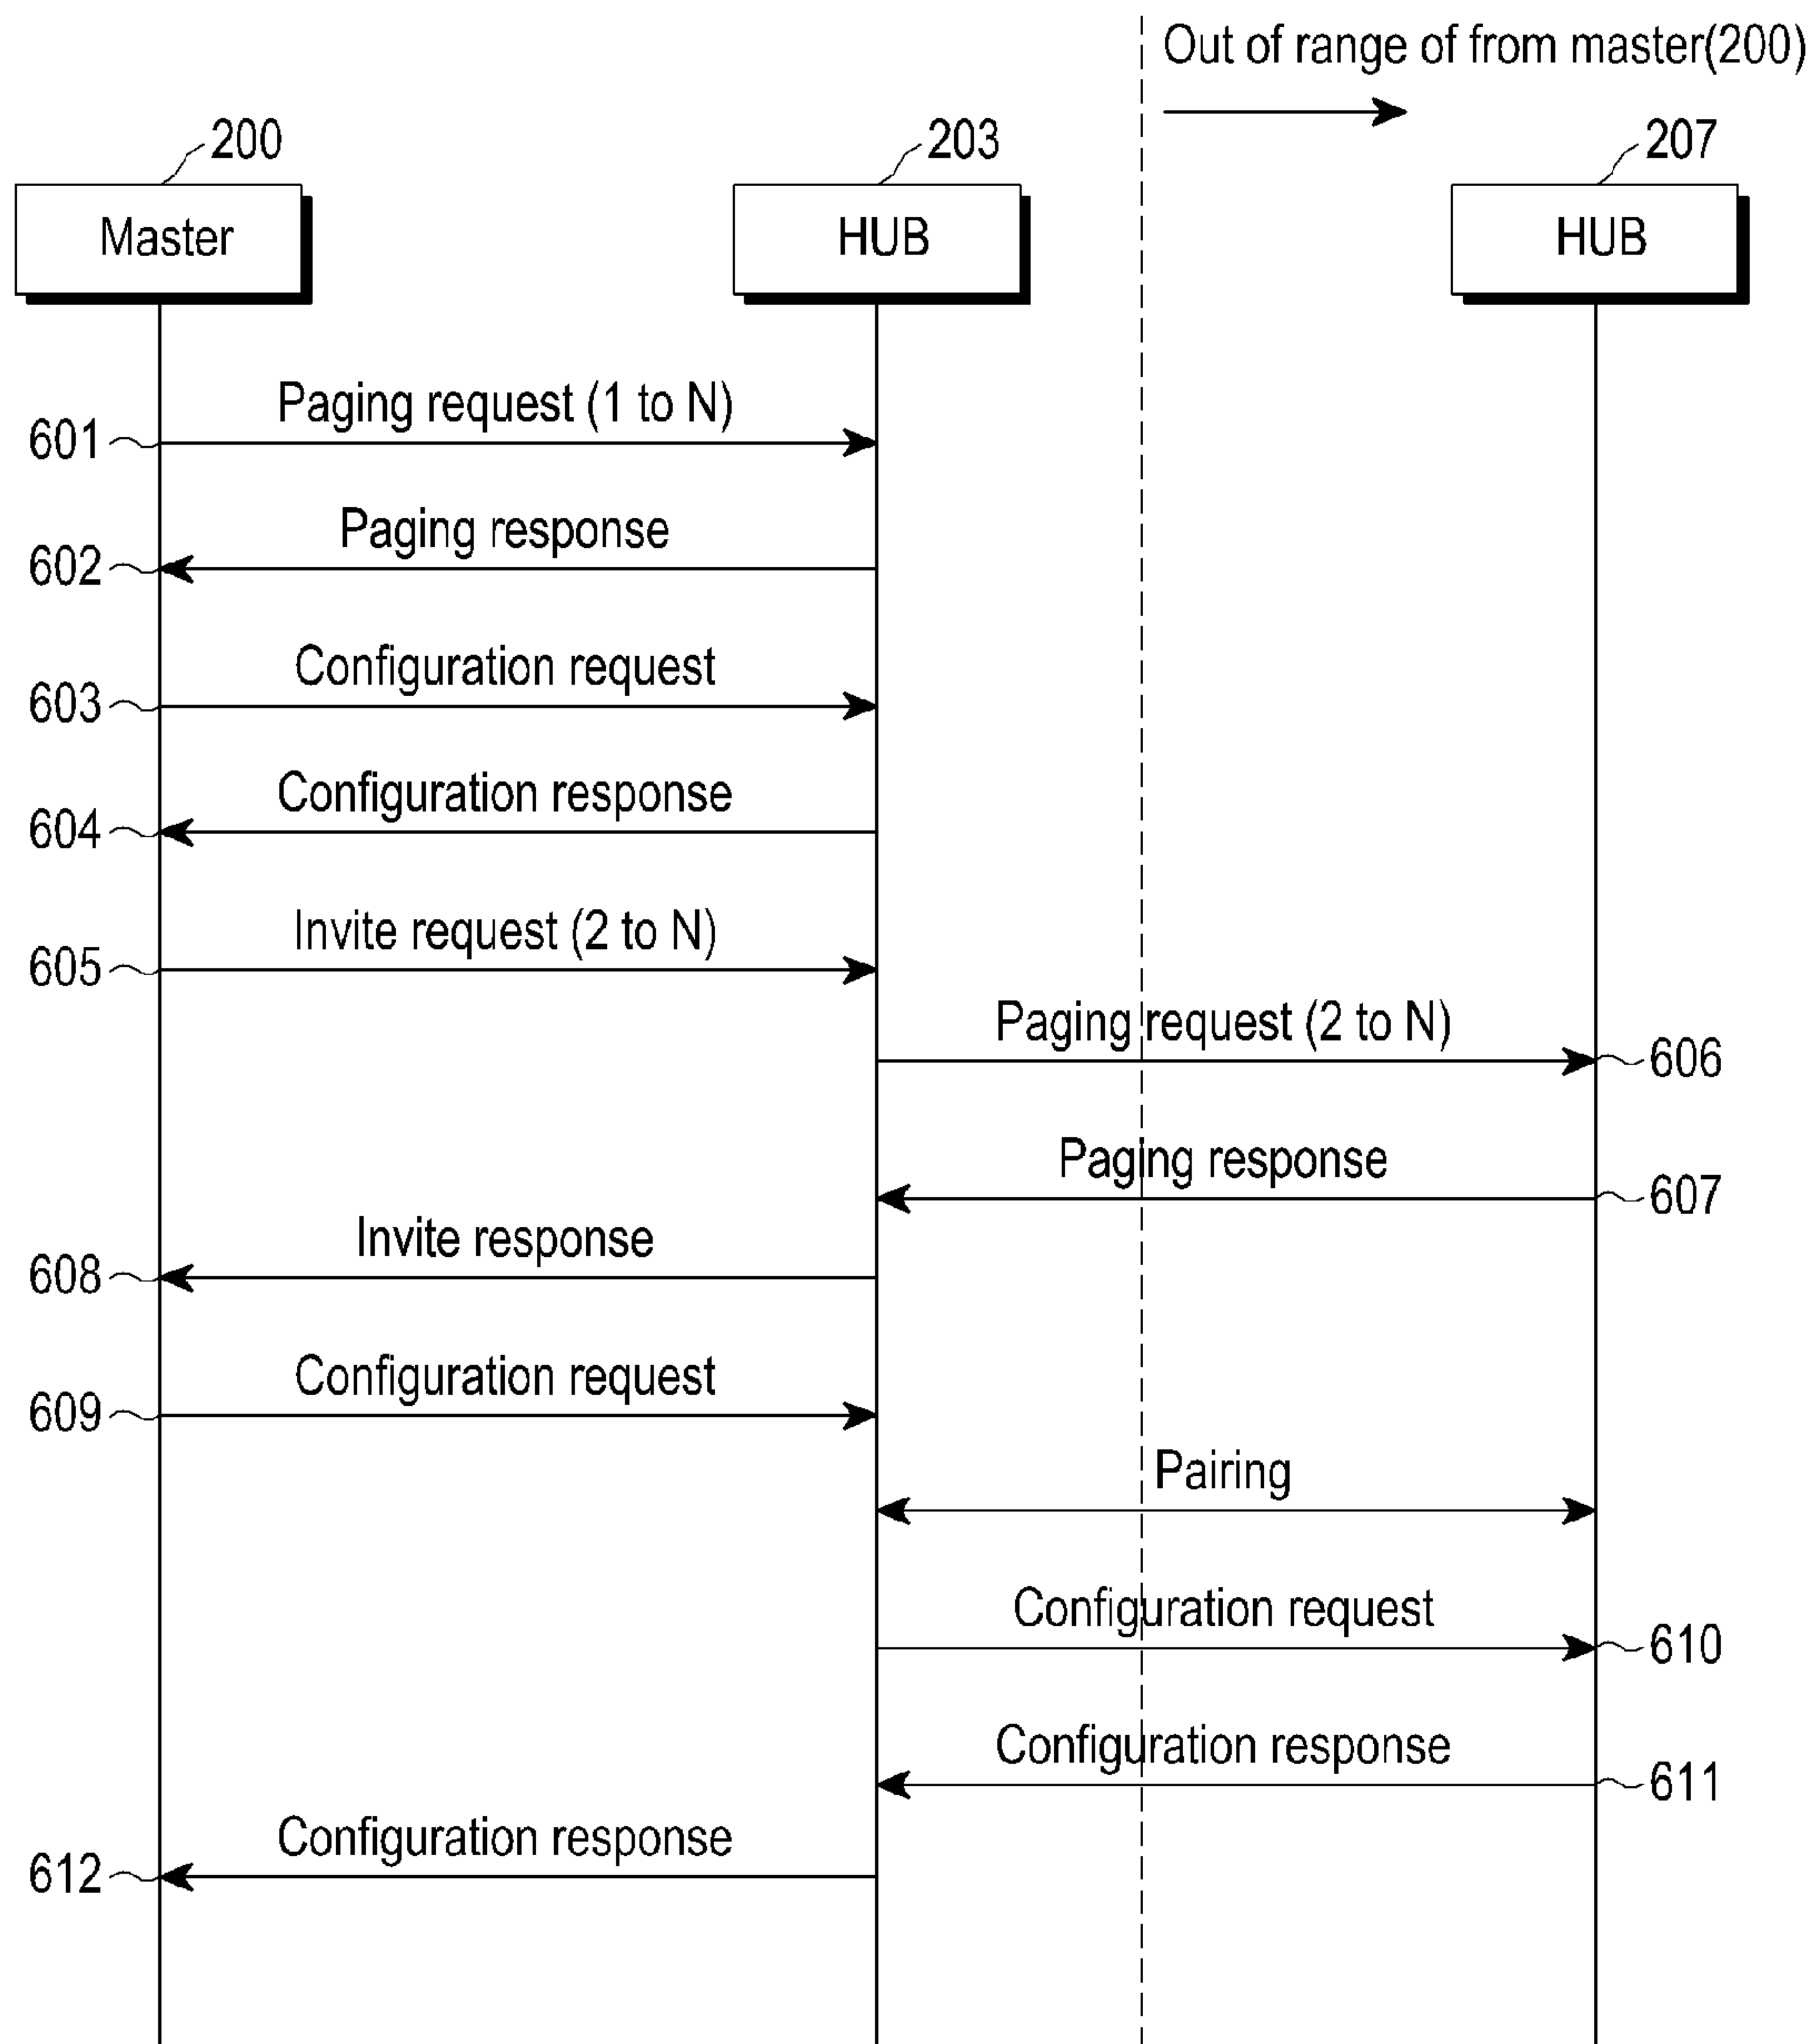 Out of range of from master(200)
200
203
207
Master
HUB
HUB
Paging request (1 to N)
601
Paging response
602
Configuration request
603
Configuration response
604
Invite request (2 to N)
605
Paging request (2 to N)
606
Paging response
607
Invite response
608
Configuration request
609
Pairing
Configuration request
610
Configuration response
611
Configuration response
612